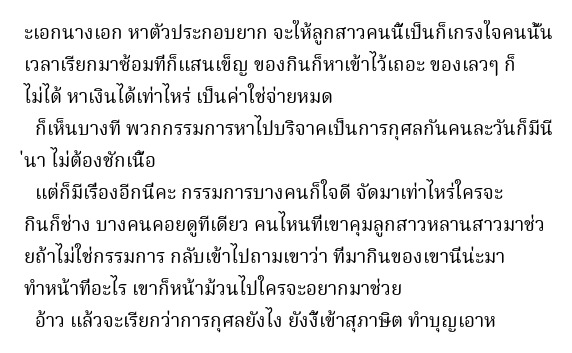 ะเอกนางเอก หาตัวประกอบยาก จะให้ลูกสาวคนนี้เป็นก็เกรงใจคนนั้น
เวลาเรียกมาซ้อมทีก็แสนเข็ญ ของกินก็หาเข้าไว้เถอะ ของเลวๆ ก็
ไม่ได้ หาเงินได้เท่าไหร่ เป็นค่าใช่จ่ายหมด
ก็เห็นบางที พวกกรรมการหาไปบริจาคเป็นการกุศลกันคนละวันก็มีนี
่นา ไม่ต้องชักเนื้อ
แต่ก็มีเรื่องอีกนีคะ กรรมการบางคนก็ใจดี จัดมาเท่าไหร่ใครจะ
กินก็ช่าง บางคนคอยดูทีเดียว คนไหนที่เขาคุมลูกสาวหลานสาวมาช่ว
ยถ้าไม่ใช่กรรมการ กลับเข้าไปถามเขาว่า ที่มากินของเขานี่น่ะมา
ทำหน้าที่อะไร เขาก็หน้าม้วนไปใครจะอยากมาช่วย
อ้าว แล้วจะเรียกว่าการกุศลยังไง ยังงี้เข้าสุภาษิต ทำบุญเอาห